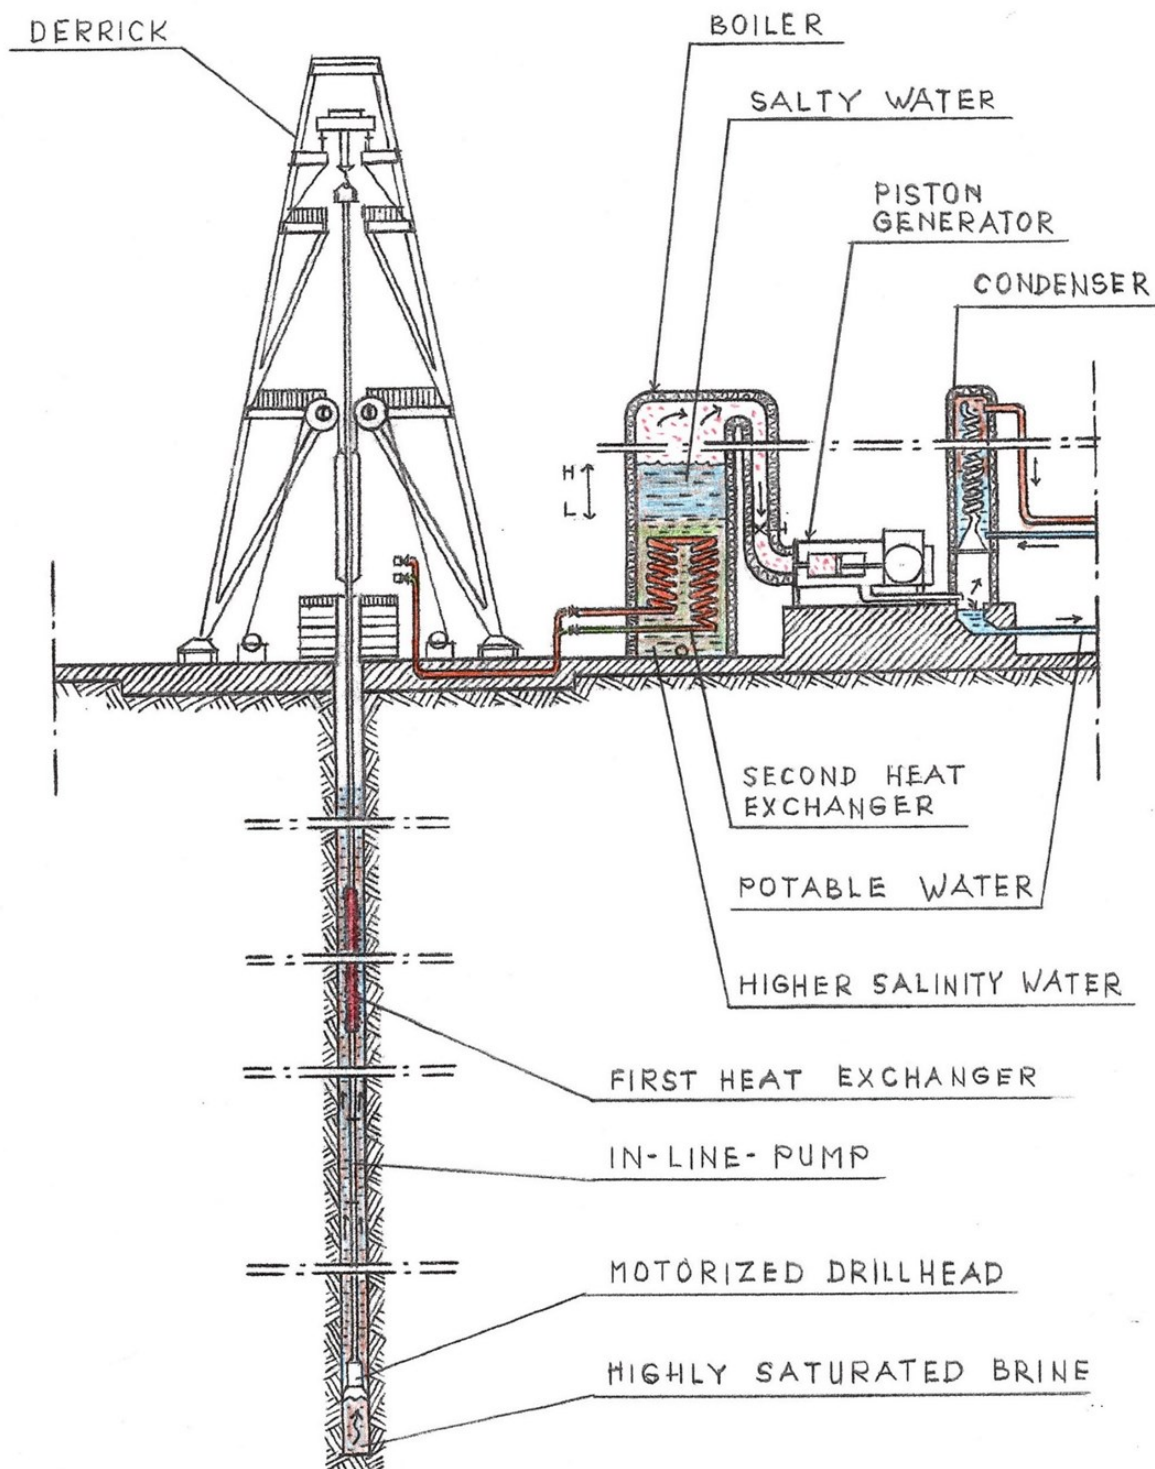 DERRICK
BOILER
SALTY WATER
PISTON
GENERATOR
CONDENSER
H
L
SECOND HEAT
EXCHANGER
POTABLE WATER
HIGHER SALINITY WATER
FIRST HEAT EXCHANGER
IN-LINE-PUMP
MOTORIZED DRILLHEAD
HIGHLY SATURATED BRINE